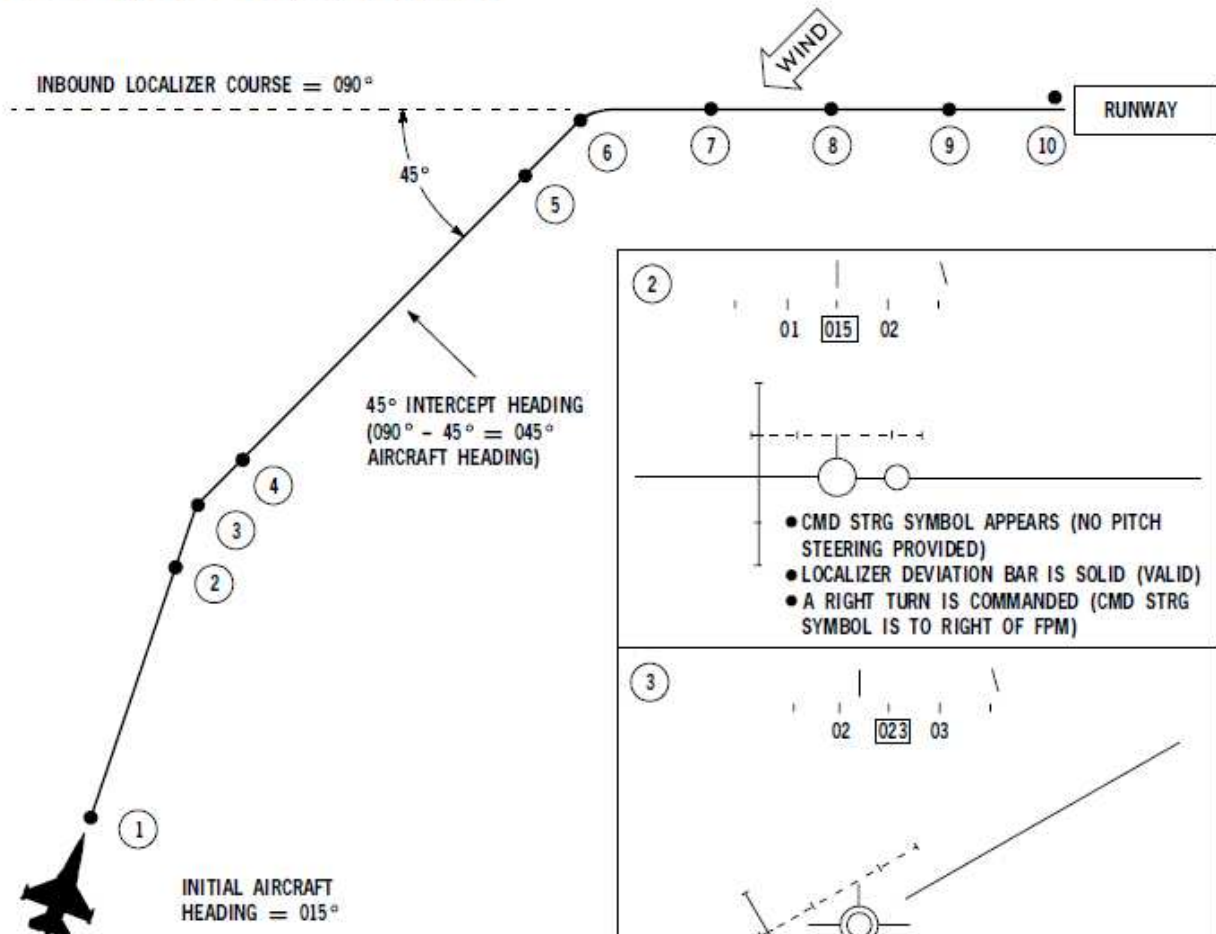 WIND
INBOUND LOCALIZER COURSE = 090°
RUNWAY
45°
6
7
8
9
10
5
45° INTERCEPT HEADING
(090° - 45° = 045°
AIRCRAFT HEADING)
4
3
2
1
INITIAL AIRCRAFT
HEADING = 015°
2
01 015 02
● CMD STRG SYMBOL APPEARS (NO PITCH
STEERING PROVIDED)
● LOCALIZER DEVIATION BAR IS SOLID (VALID)
● A RIGHT TURN IS COMMANDED (CMD STRG
SYMBOL IS TO RIGHT OF FPM)
3
02 023 03